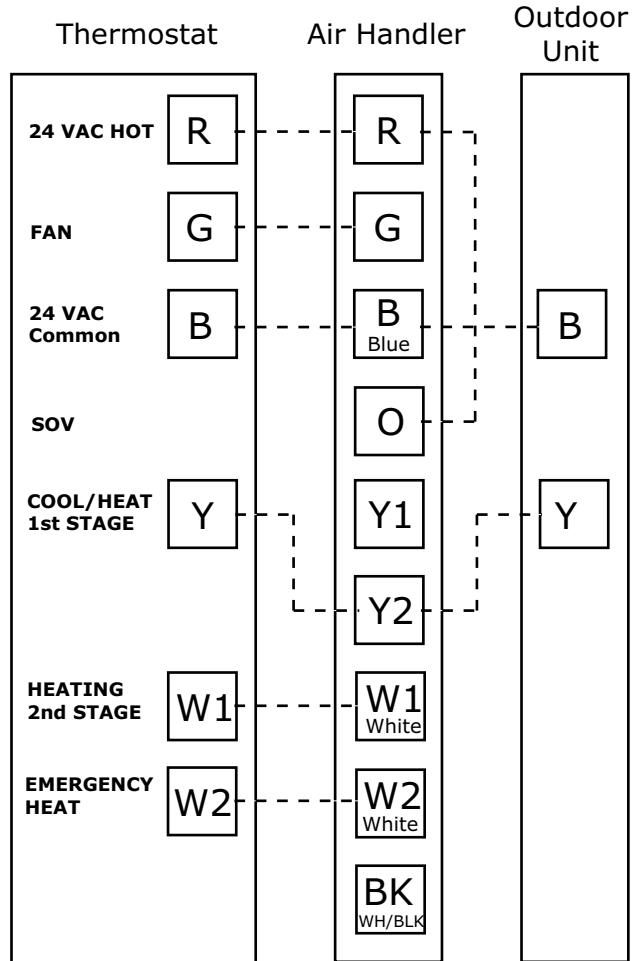 Thermostat
Air Handler
Outdoor
Unit
24 VAC HOT
R
R
FAN
G
G
24 VAC
Common
B
B
Blue
B
SOV
O
COOL/HEAT
1st STAGE
Y
Y1
Y
Y2
HEATING
2nd STAGE
W1
W1
White
EMERGENCY
HEAT
W2
W2
White
BK
WH/BLK